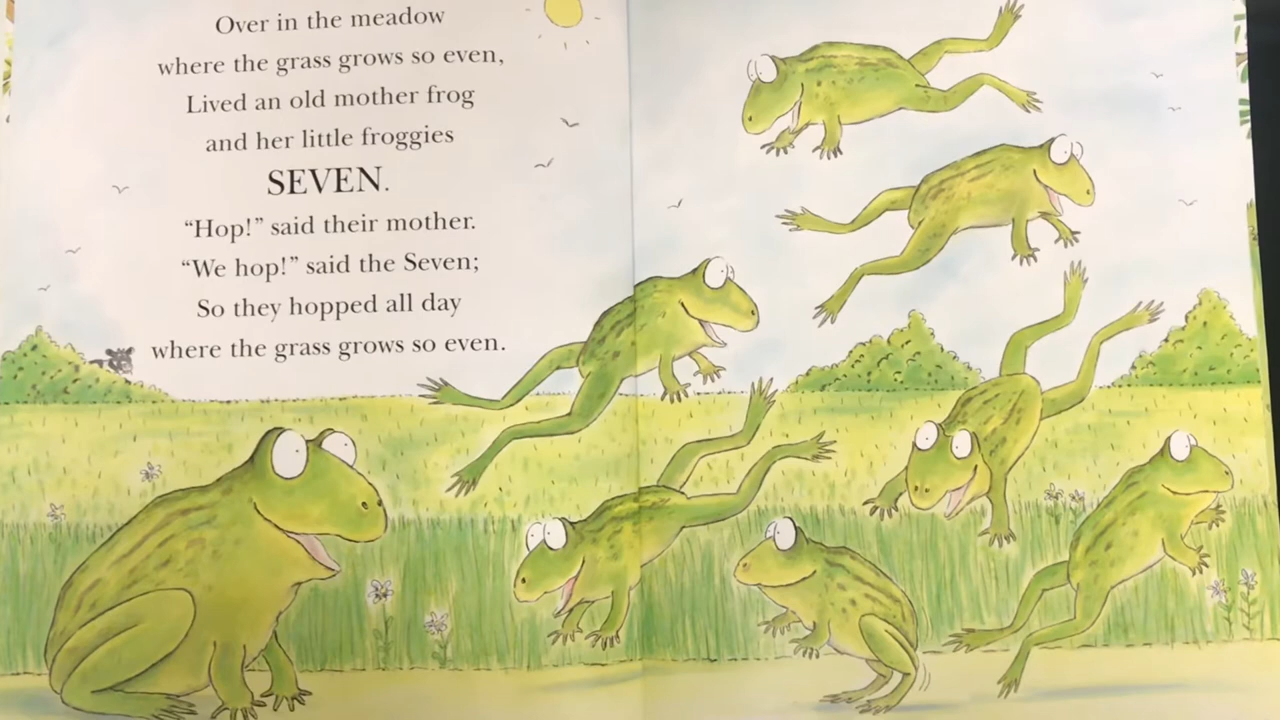 Over in the meadow
where the grass grows so even,
Lived an old mother frog
and her little froggies
SEVEN.
“Hop!” said their mother.
“We hop!” said the Seven;
So they hopped all day
where the grass grows so even.